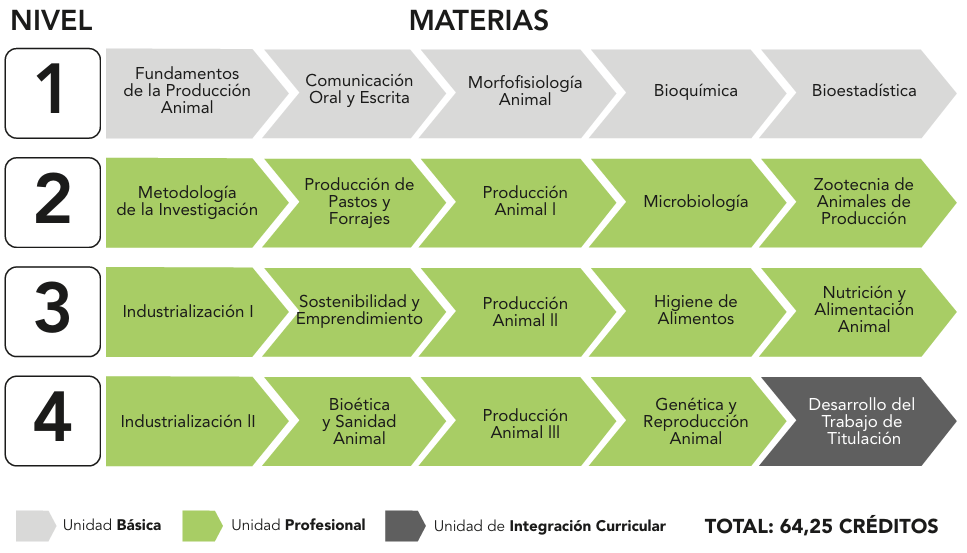 NIVEL
MATERIAS
1
Fundamentos
de la Producción
Animal
Comunicación
Oral y Escrita
Morfofisiología
Animal
Bioquímica
Bioestadística
2
Metodología
de la Investigación
Producción de
Pastos y
Forrajes
Producción
Animal I
Microbiología
Zootecnia de
Animales de
Producción
3
Industrialización I
Sostenibilidad y
Emprendimiento
Producción
Animal II
Higiene de
Alimentos
Nutrición y
Alimentación
Animal
4
Industrialización II
Bioética
y Sanidad
Animal
Producción
Animal III
Genética y
Reproducción
Animal
Desarrollo del
Trabajo de
Titulación
Unidad Básica
Unidad Profesional
Unidad de Integración Curricular
TOTAL: 64,25 CRÉDITOS